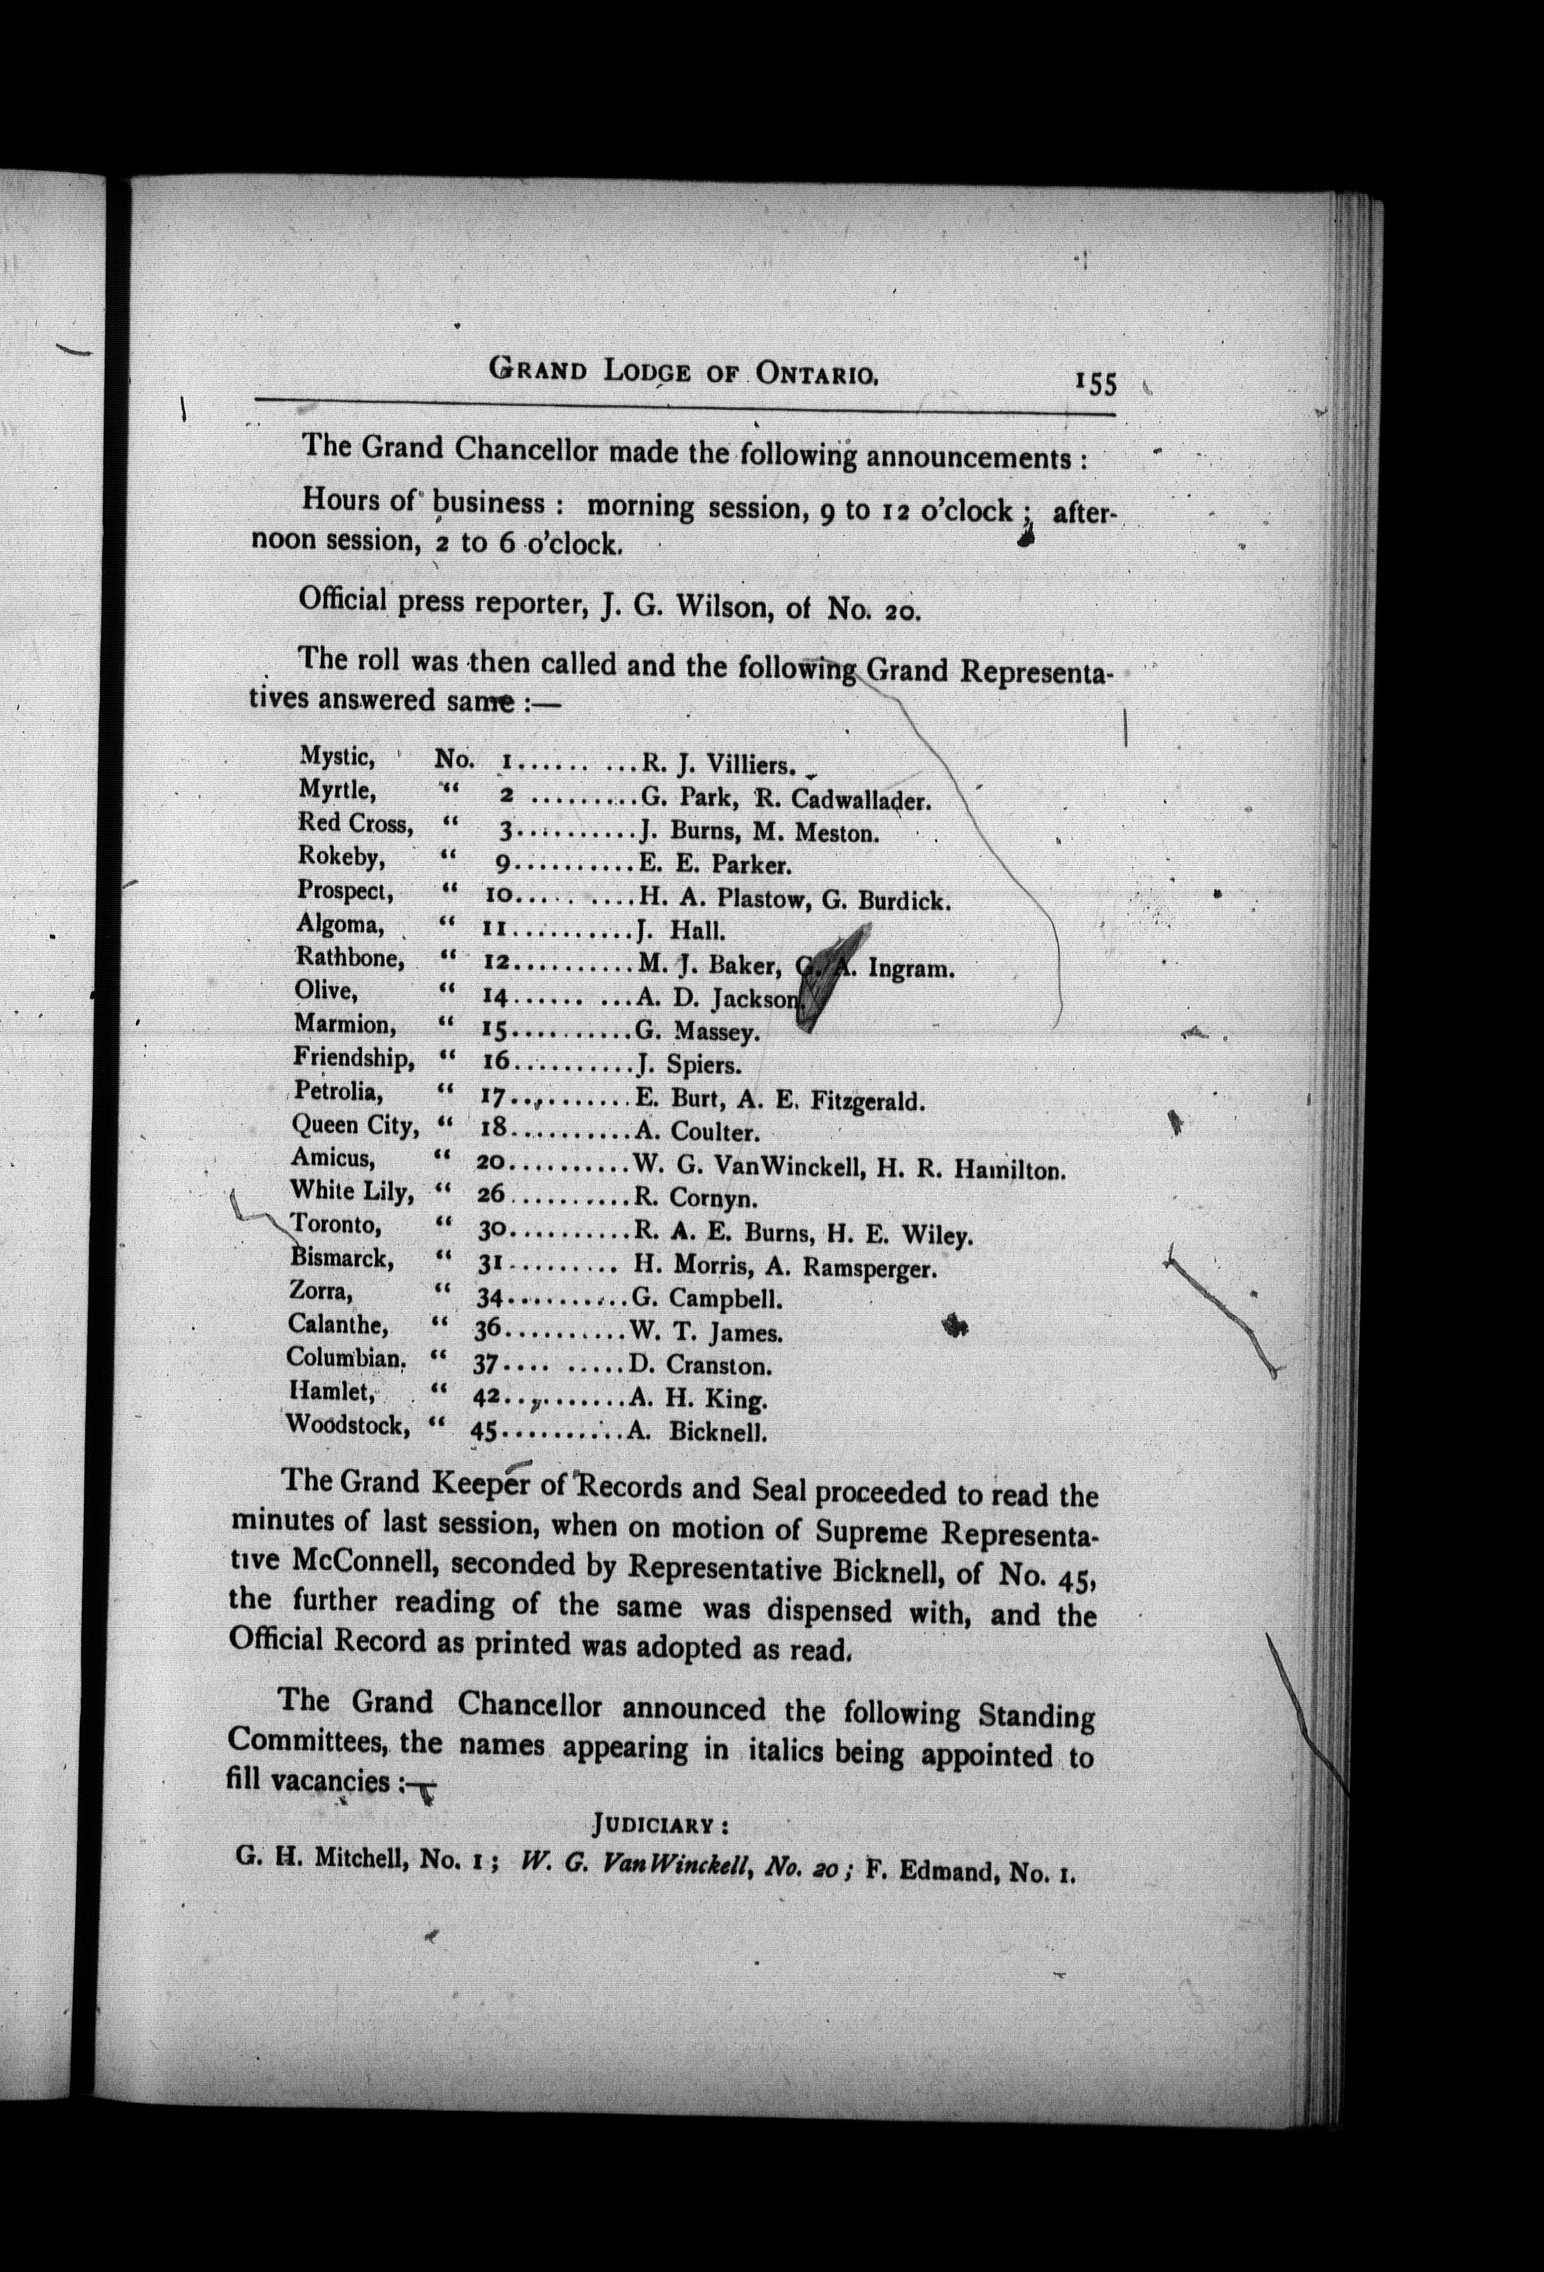 GRAND LODGE OF ONTARIO. 155
The Grand Chancellor made the following announcements :
Hours of business : morning session, 9 to 12 o'clock ; after-
noon session, 2 to 6 o'clock.
Official press reporter, J. G. Wilson, of No. 20.
The roll was then called and the following Grand Representa-
tives answered same :—
Mystic, No. 1...... ...R. J. Villiers.
Myrtle, “ 2 .........G. Park, R. Cadwallader.
Red Cross, “ 3..........J. Burns, M. Meston.
Rokeby, “ 9..........E. E. Parker.
Prospect, “ 10..... ....H. A. Plastow, G. Burdick.
Algoma, “ 11..........J. Hall.
Rathbone, “ 12..........M. J. Baker, G. A. Ingram.
Olive, “ 14...... ...A. D. Jackson.
Marmion, “ 15..........G. Massey.
Friendship, “ 16..........J. Spiers.
Petrolia, “ 17..........E. Burt, A. E. Fitzgerald.
Queen City, “ 18..........A. Coulter.
Amicus, “ 20..........W. G. VanWinckell, H. R. Hamilton.
White Lily, “ 26..........R. Cornyn.
Toronto, “ 30..........R. A. E. Burns, H. E. Wiley.
Bismarck, “ 31......... H. Morris, A. Ramsperger.
Zorra, “ 34..........G. Campbell.
Calanthe, “ 36..........W. T. James.
Columbian. “ 37.... .....D. Cranston.
Hamlet, “ 42..........A. H. King.
Woodstock, “ 45..........A. Bicknell.
The Grand Keeper of Records and Seal proceeded to read the
minutes of last session, when on motion of Supreme Representa-
tive McConnell, seconded by Representative Bicknell, of No. 45,
the further reading of the same was dispensed with, and the
Official Record as printed was adopted as read.
The Grand Chancellor announced the following Standing
Committees, the names appearing in italics being appointed to
fill vacancies :—
JUDICIARY :
G. H. Mitchell, No. 1 ; W. G. VanWinckell, No. 20 ; F. Edmand, No. 1.